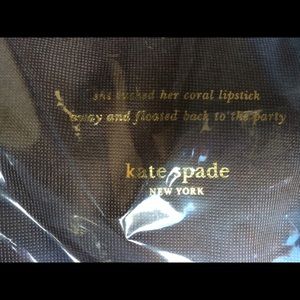 she tucked her coral lipstick
away and floated back to the party
kate spade
NEW YORK